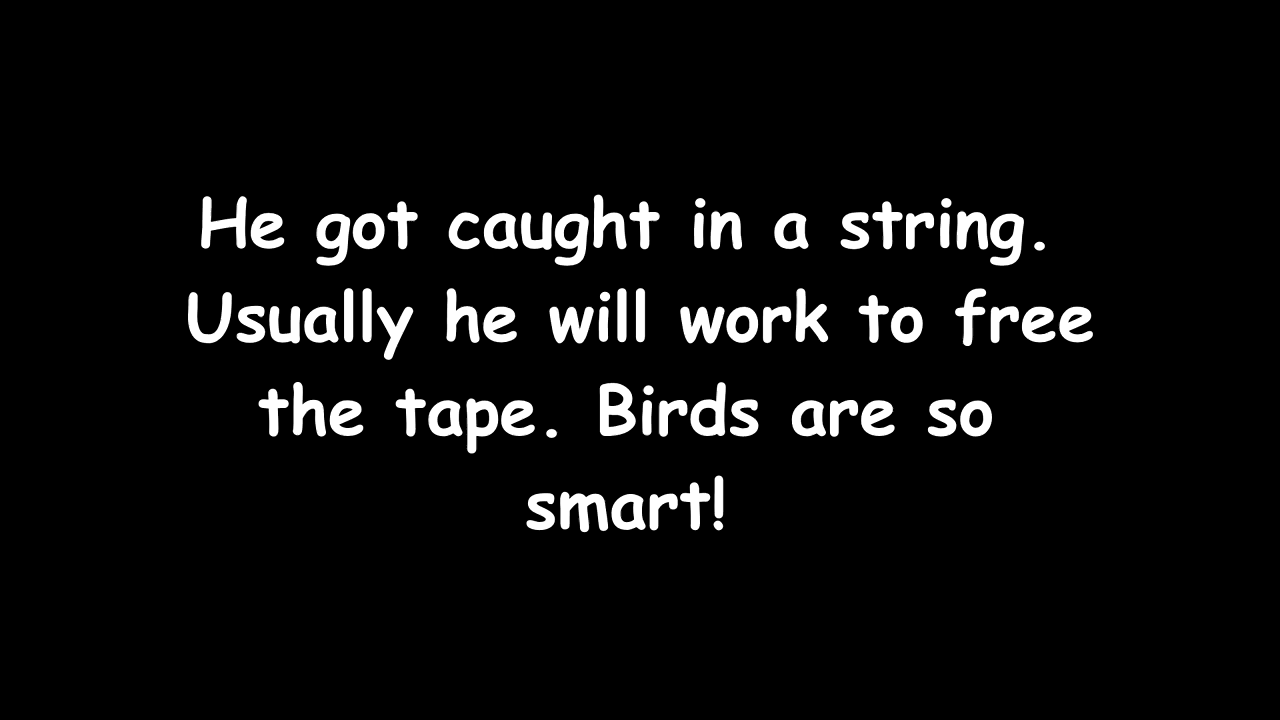 He got caught in a string.
Usually he will work to free
the tape. Birds are so
smart!